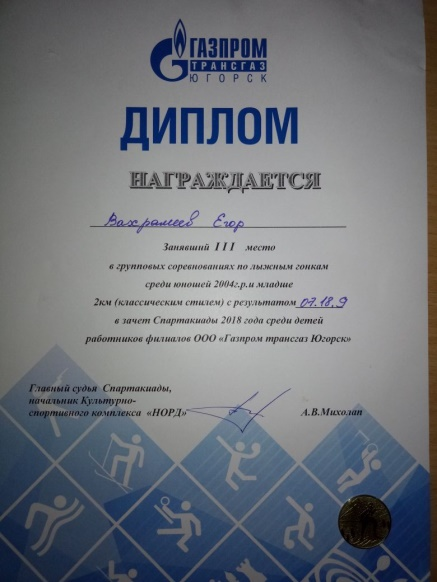 ГАЗПРОМ
ТРАНСГАЗ
ЮГОРСК
ДИПЛОМ
НАГРАЖДАЕТСЯ
Вахрамеев Егор
Занявший III место
в групповых соревнованиях по лыжным гонкам
среди юношей 2004г.р.и младше
2км (классическим стилем) с результатом 07.18,9
в зачет Спартакиады 2018 года среди детей
работников филиалов ООО «Газпром трансгаз Югорск»
Главный судья Спартакиады,
начальник Культурно-
спортивного комплекса «НОРД» А.В.Михолап